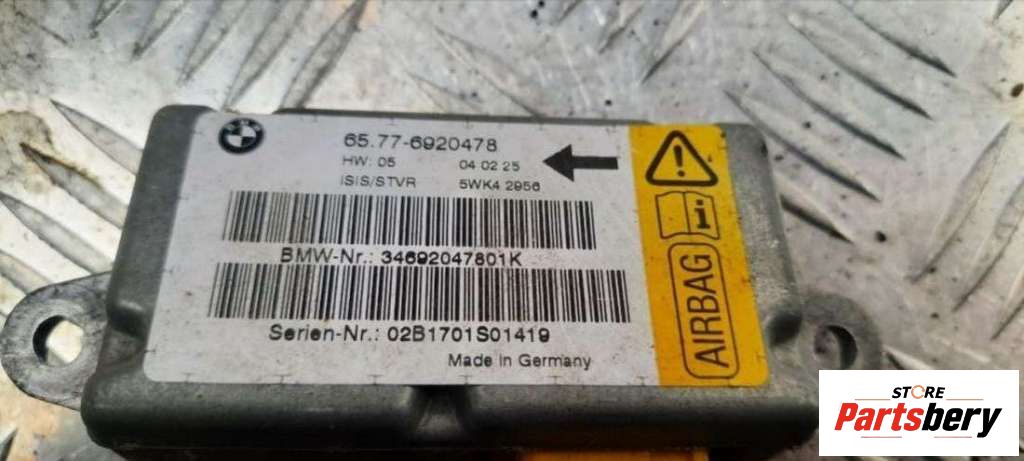 65.77-6920478
HW: 05 04 02 25
ISIS/STVR 5WK4 2956
BMW-Nr.: 34692047801K
Serien-Nr.: 02B1701S01419
Made in Germany
AIRBAG
STORE
Partsbery